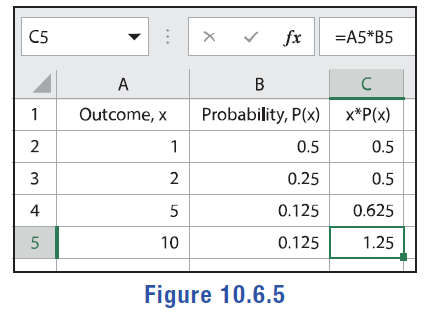 C5 fx =A5*B5
A B C
1 Outcome, x Probability, P(x) x*P(x)
2 1 0.5 0.5
3 2 0.25 0.5
4 5 0.125 0.625
5 10 0.125 1.25
Figure 10.6.5